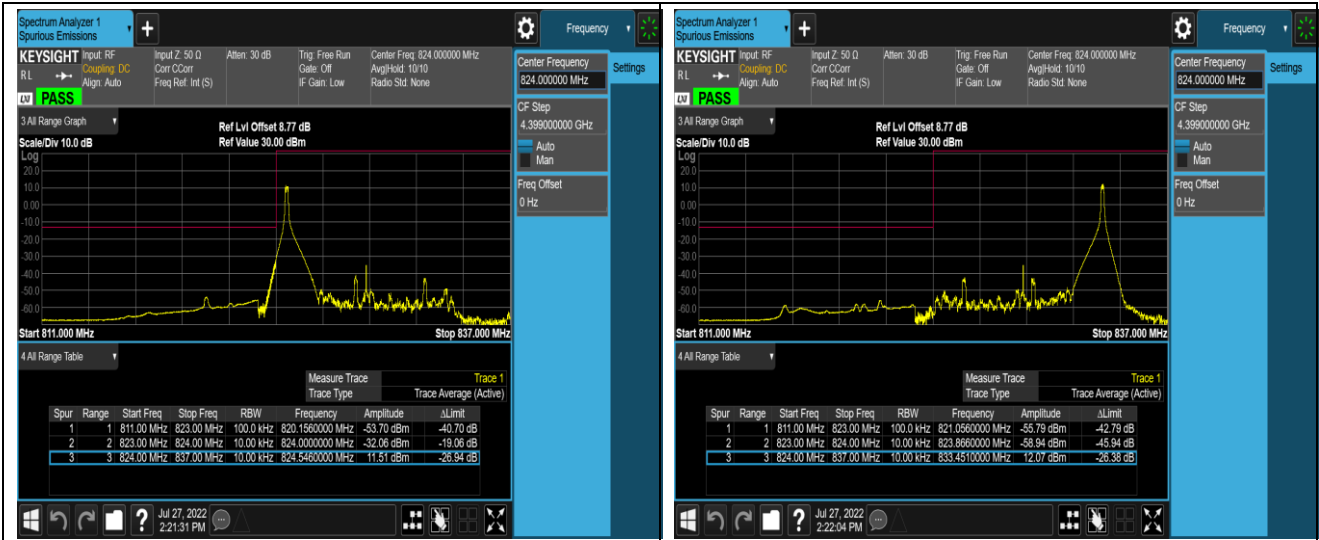 Spectrum Analyzer 1
Spurious Emissions
Frequency
KEYSIGHT Input: RF Input Z: 50 Ω Atten: 30 dB Trig: Free Run Center Freq: 824.000000 MHz
Coupling: DC Corr CCorr Gate: Off Avg|Hold: 10/10
RL Align: Auto Freq Ref: Int (S) IF Gain: Low Radio Std: None
LXI PASS
Center Frequency
824.000000 MHz
Settings
CF Step
4.399000000 GHz
Auto
Man
Freq Offset
0 Hz
3 All Range Graph
Ref Lvl Offset 8.77 dB
Scale/Div 10.0 dB Ref Value 30.00 dBm
Log
20.0
10.0
0.00
-10.0
-20.0
-30.0
-40.0
-50.0
-60.0
Start 811.000 MHz Stop 837.000 MHz
4 All Range Table
Measure Trace Trace 1
Trace Type Trace Average (Active)
Spur Range Start Freq Stop Freq RBW Frequency Amplitude ΔLimit
1 1 811.00 MHz 823.00 MHz 100.0 kHz 820.1560000 MHz -53.70 dBm -40.70 dB
2 2 823.00 MHz 824.00 MHz 10.00 kHz 824.0000000 MHz -32.06 dBm -19.06 dB
3 3 824.00 MHz 837.00 MHz 10.00 kHz 824.5460000 MHz 11.51 dBm -26.94 dB
?
Jul 27, 2022
2:21:31 PM
Spectrum Analyzer 1
Spurious Emissions
Frequency
KEYSIGHT Input: RF Input Z: 50 Ω Atten: 30 dB Trig: Free Run Center Freq: 824.000000 MHz
Coupling: DC Corr CCorr Gate: Off Avg|Hold: 10/10
RL Align: Auto Freq Ref: Int (S) IF Gain: Low Radio Std: None
LXI PASS
Center Frequency
824.000000 MHz
Settings
CF Step
4.399000000 GHz
Auto
Man
Freq Offset
0 Hz
3 All Range Graph
Ref Lvl Offset 8.77 dB
Scale/Div 10.0 dB Ref Value 30.00 dBm
Log
20.0
10.0
0.00
-10.0
-20.0
-30.0
-40.0
-50.0
-60.0
Start 811.000 MHz Stop 837.000 MHz
4 All Range Table
Measure Trace Trace 1
Trace Type Trace Average (Active)
Spur Range Start Freq Stop Freq RBW Frequency Amplitude ΔLimit
1 1 811.00 MHz 823.00 MHz 100.0 kHz 821.0560000 MHz -55.79 dBm -42.79 dB
2 2 823.00 MHz 824.00 MHz 10.00 kHz 823.8660000 MHz -58.94 dBm -45.94 dB
3 3 824.00 MHz 837.00 MHz 10.00 kHz 833.4510000 MHz 12.07 dBm -26.38 dB
?
Jul 27, 2022
2:22:04 PM